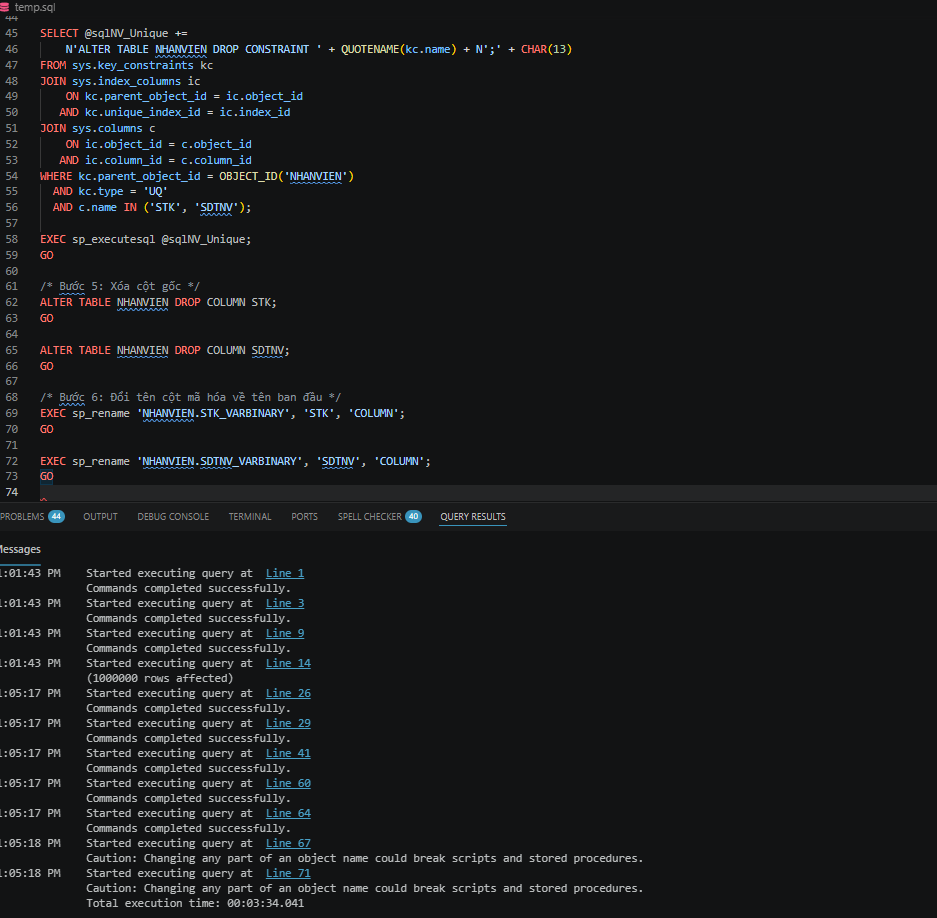 temp.sql
44
45 SELECT @sqlNV_Unique +=
46 N'ALTER TABLE NHANVIEN DROP CONSTRAINT ' + QUOTENAME(kc.name) + N';' + CHAR(13)
47 FROM sys.key_constraints kc
48 JOIN sys.index_columns ic
49 ON kc.parent_object_id = ic.object_id
50 AND kc.unique_index_id = ic.index_id
51 JOIN sys.columns c
52 ON ic.object_id = c.object_id
53 AND ic.column_id = c.column_id
54 WHERE kc.parent_object_id = OBJECT_ID('NHANVIEN')
55 AND kc.type = 'UQ'
56 AND c.name IN ('STK', 'SDTNV');
57
58 EXEC sp_executesql @sqlNV_Unique;
59 GO
60
61 /* Bước 5: Xóa cột gốc */
62 ALTER TABLE NHANVIEN DROP COLUMN STK;
63 GO
64
65 ALTER TABLE NHANVIEN DROP COLUMN SDTNV;
66 GO
67
68 /* Bước 6: Đổi tên cột mã hóa về tên ban đầu */
69 EXEC sp_rename 'NHANVIEN.STK_VARBINARY', 'STK', 'COLUMN';
70 GO
71
72 EXEC sp_rename 'NHANVIEN.SDTNV_VARBINARY', 'SDTNV', 'COLUMN';
73 GO
74
PROBLEMS 44 OUTPUT DEBUG CONSOLE TERMINAL PORTS SPELL CHECKER 40 QUERY RESULTS
Messages
1:01:43 PM Started executing query at Line 1
Commands completed successfully.
1:01:43 PM Started executing query at Line 3
Commands completed successfully.
1:01:43 PM Started executing query at Line 9
Commands completed successfully.
1:01:43 PM Started executing query at Line 14
(1000000 rows affected)
1:05:17 PM Started executing query at Line 26
Commands completed successfully.
1:05:17 PM Started executing query at Line 29
Commands completed successfully.
1:05:17 PM Started executing query at Line 41
Commands completed successfully.
1:05:17 PM Started executing query at Line 60
Commands completed successfully.
1:05:17 PM Started executing query at Line 64
Commands completed successfully.
1:05:18 PM Started executing query at Line 67
Caution: Changing any part of an object name could break scripts and stored procedures.
1:05:18 PM Started executing query at Line 71
Caution: Changing any part of an object name could break scripts and stored procedures.
Total execution time: 00:03:34.041